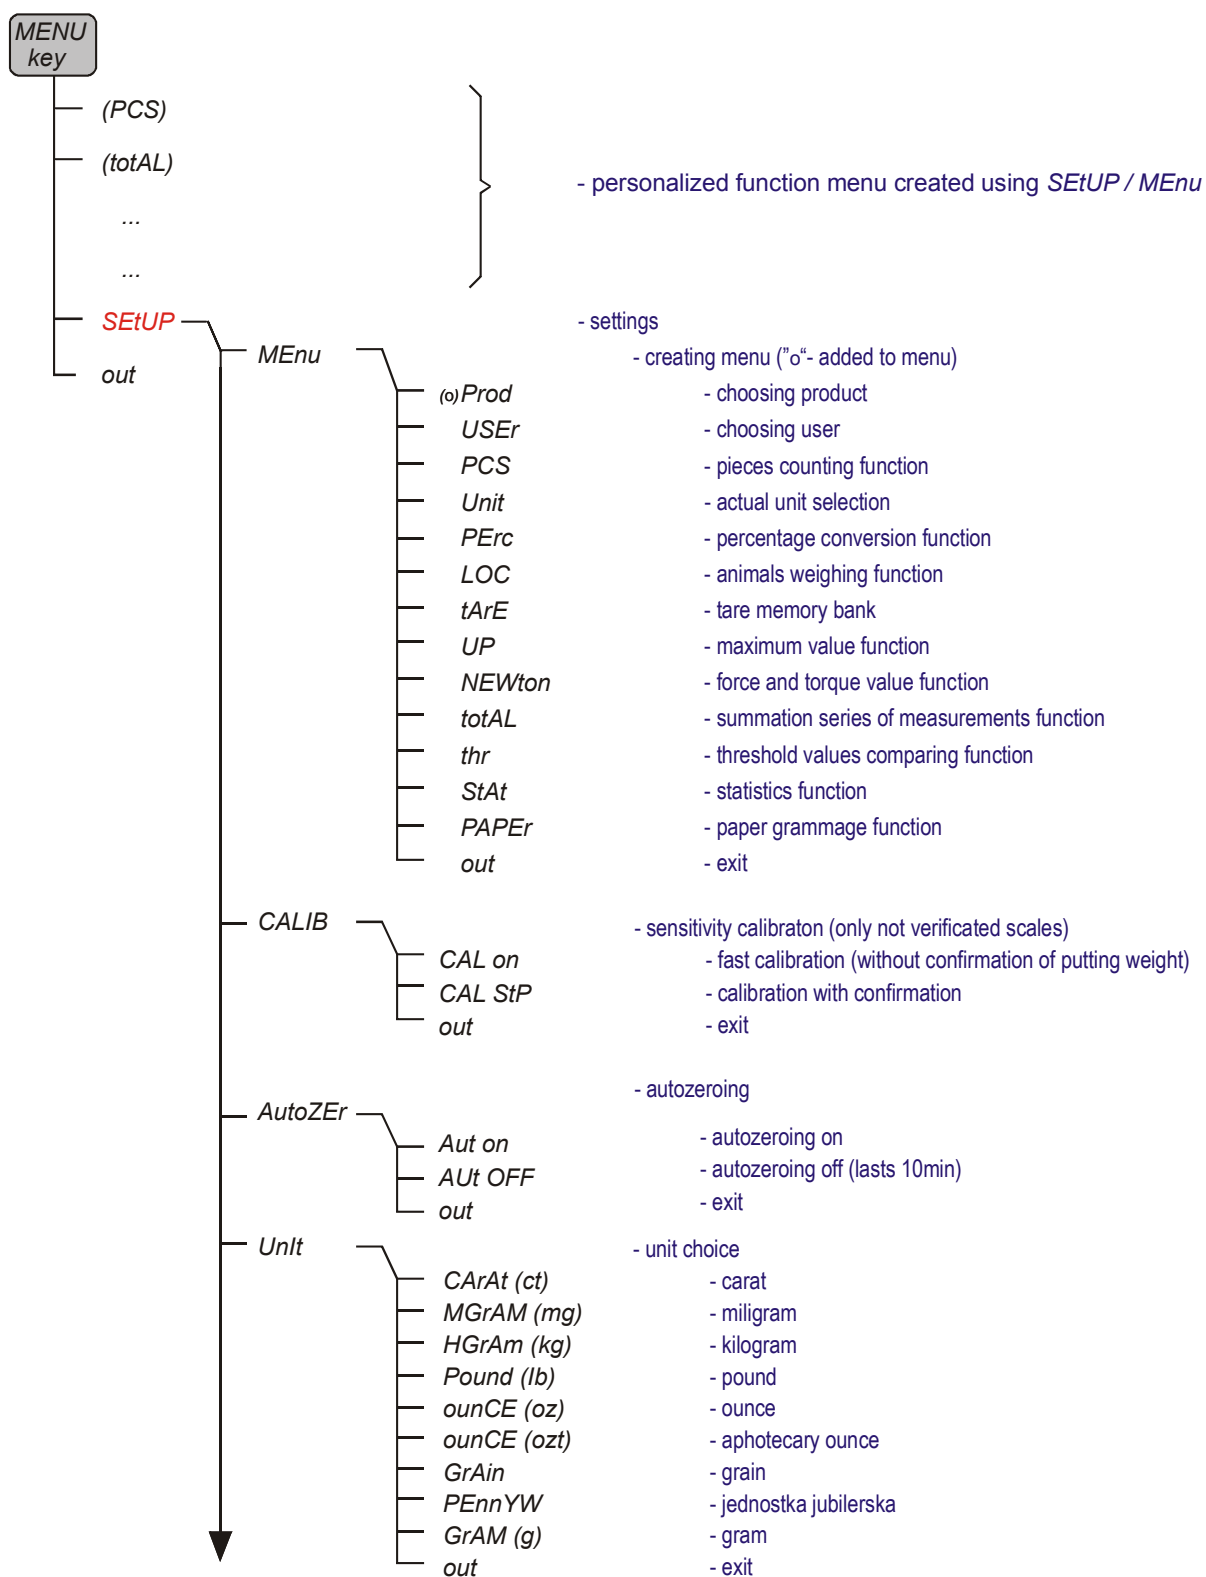 MENU
key
(PCS)
(totAL)
...
...
- personalized function menu created using SEtUP / MEnu
SEtUP - settings
out
MEnu - creating menu ("o"- added to menu)
(o) Prod - choosing product
USEr - choosing user
PCS - pieces counting function
Unit - actual unit selection
PErc - percentage conversion function
LOC - animals weighing function
tArE - tare memory bank
UP - maximum value function
NEWton - force and torque value function
totAL - summation series of measurements function
thr - threshold values comparing function
StAt - statistics function
PAPEr - paper grammage function
out - exit
CALIB - sensitivity calibraton (only not verificated scales)
CAL on - fast calibration (without confirmation of putting weight)
CAL StP - calibration with confirmation
out - exit
AutoZEr - autozeroing
Aut on - autozeroing on
AUt OFF - autozeroing off (lasts 10min)
out - exit
UnIt - unit choice
CArAt (ct) - carat
MGrAM (mg) - miligram
HGrAm (kg) - kilogram
Pound (lb) - pound
ounCE (oz) - ounce
ounCE (ozt) - aphotecary ounce
GrAin - grain
PEnnYW - jednostka jubilerska
GrAM (g) - gram
out - exit